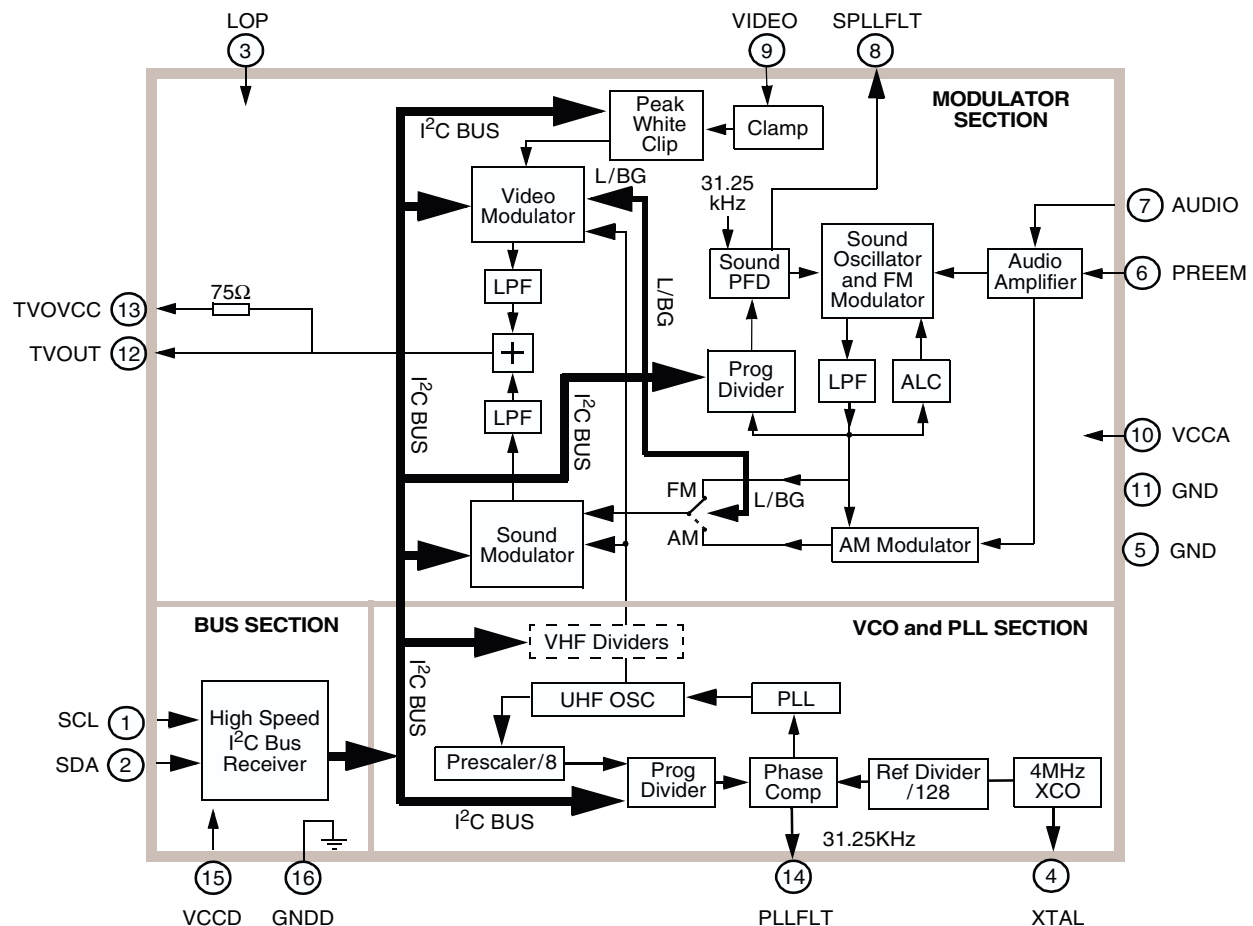 LOP
3
VIDEO
9
SPLLFLT
8
MODULATOR
SECTION
I²C BUS
Peak
White
Clip
Clamp
L/BG
Video
Modulator
31.25
kHz
7
AUDIO
Sound
PFD
Sound
Oscillator
and FM
Modulator
Audio
Amplifier
6
PREEM
LPF
L/BG
TVOVCC
13
75Ω
TVOUT
12
+
Prog
Divider
LPF
ALC
I²C BUS
LPF
I²C BUS
10
VCCA
FM
L/BG
11
GND
Sound
Modulator
AM
AM Modulator
5
GND
BUS SECTION
VCO and PLL SECTION
VHF Dividers
I²C BUS
UHF OSC
PLL
SCL
1
High Speed
I²C Bus
Receiver
SDA
2
Prescaler/8
Prog
Divider
Phase
Comp
Ref Divider
/128
4MHz
XCO
I²C BUS
31.25KHz
15
16
14
4
VCCD
GNDD
PLLFLT
XTAL